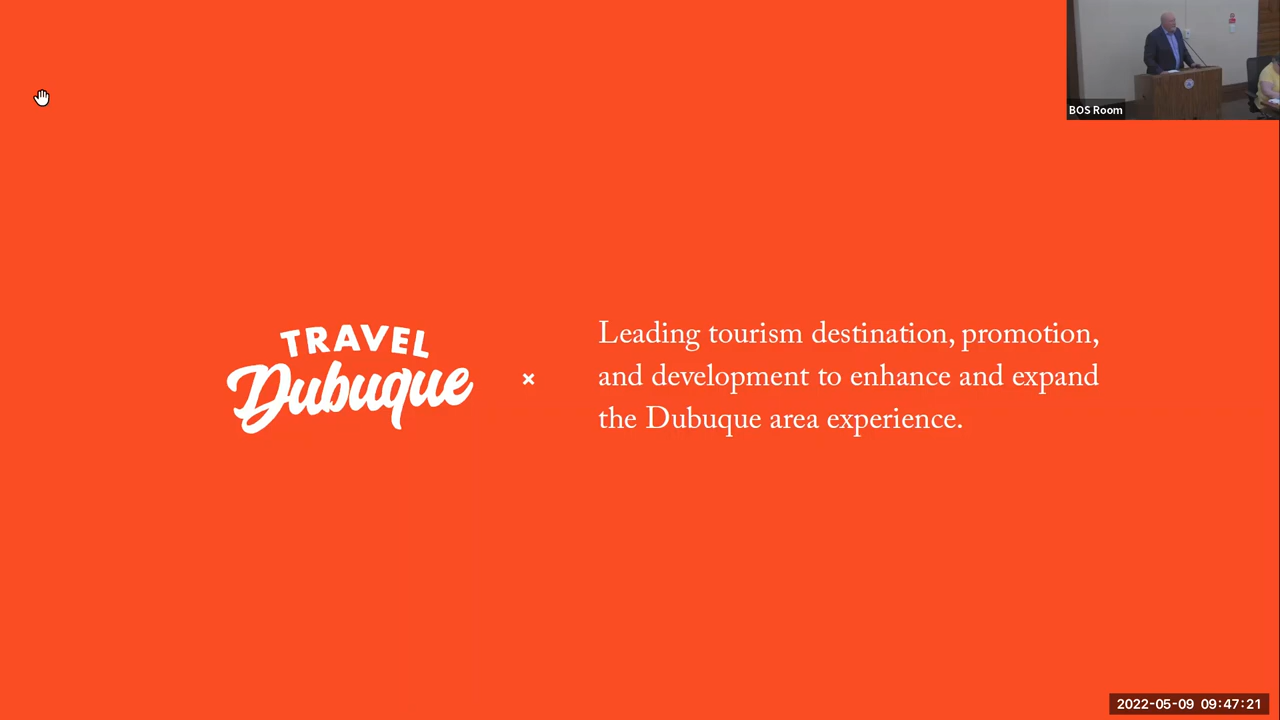 BOS Room
TRAVEL
Dubuque
×
Leading tourism destination, promotion,
and development to enhance and expand
the Dubuque area experience.
2022-05-09 09:47:21